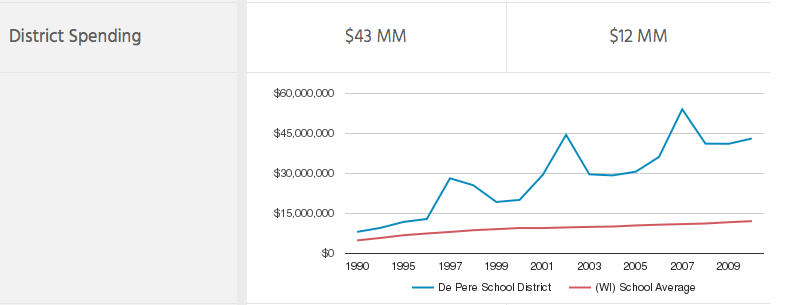 District Spending $43 MM $12 MM
$60,000,000
$45,000,000
$30,000,000
$15,000,000
$0
1990 1995 1997 1999 2001 2003 2005 2007 2009
De Pere School District (WI) School Average